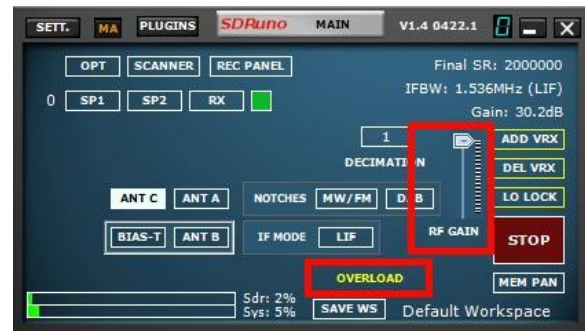 SETT. MA PLUGINS SDRuno MAIN V1.4 0422.1 8
OPT SCANNER REC PANEL Final SR: 2000000
IFBW: 1.536MHz (LIF)
0 SP1 SP2 RX Gain: 30.2dB
1 ADD VRX
DECIMATION DEL VRX
ANT C ANT A NOTCHES MW/FM DAB LO LOCK
BIAS-T ANT B IF MODE LIF RF GAIN STOP
OVERLOAD MEM PAN
Sdr: 2%
Sys: 5% SAVE WS Default Workspace